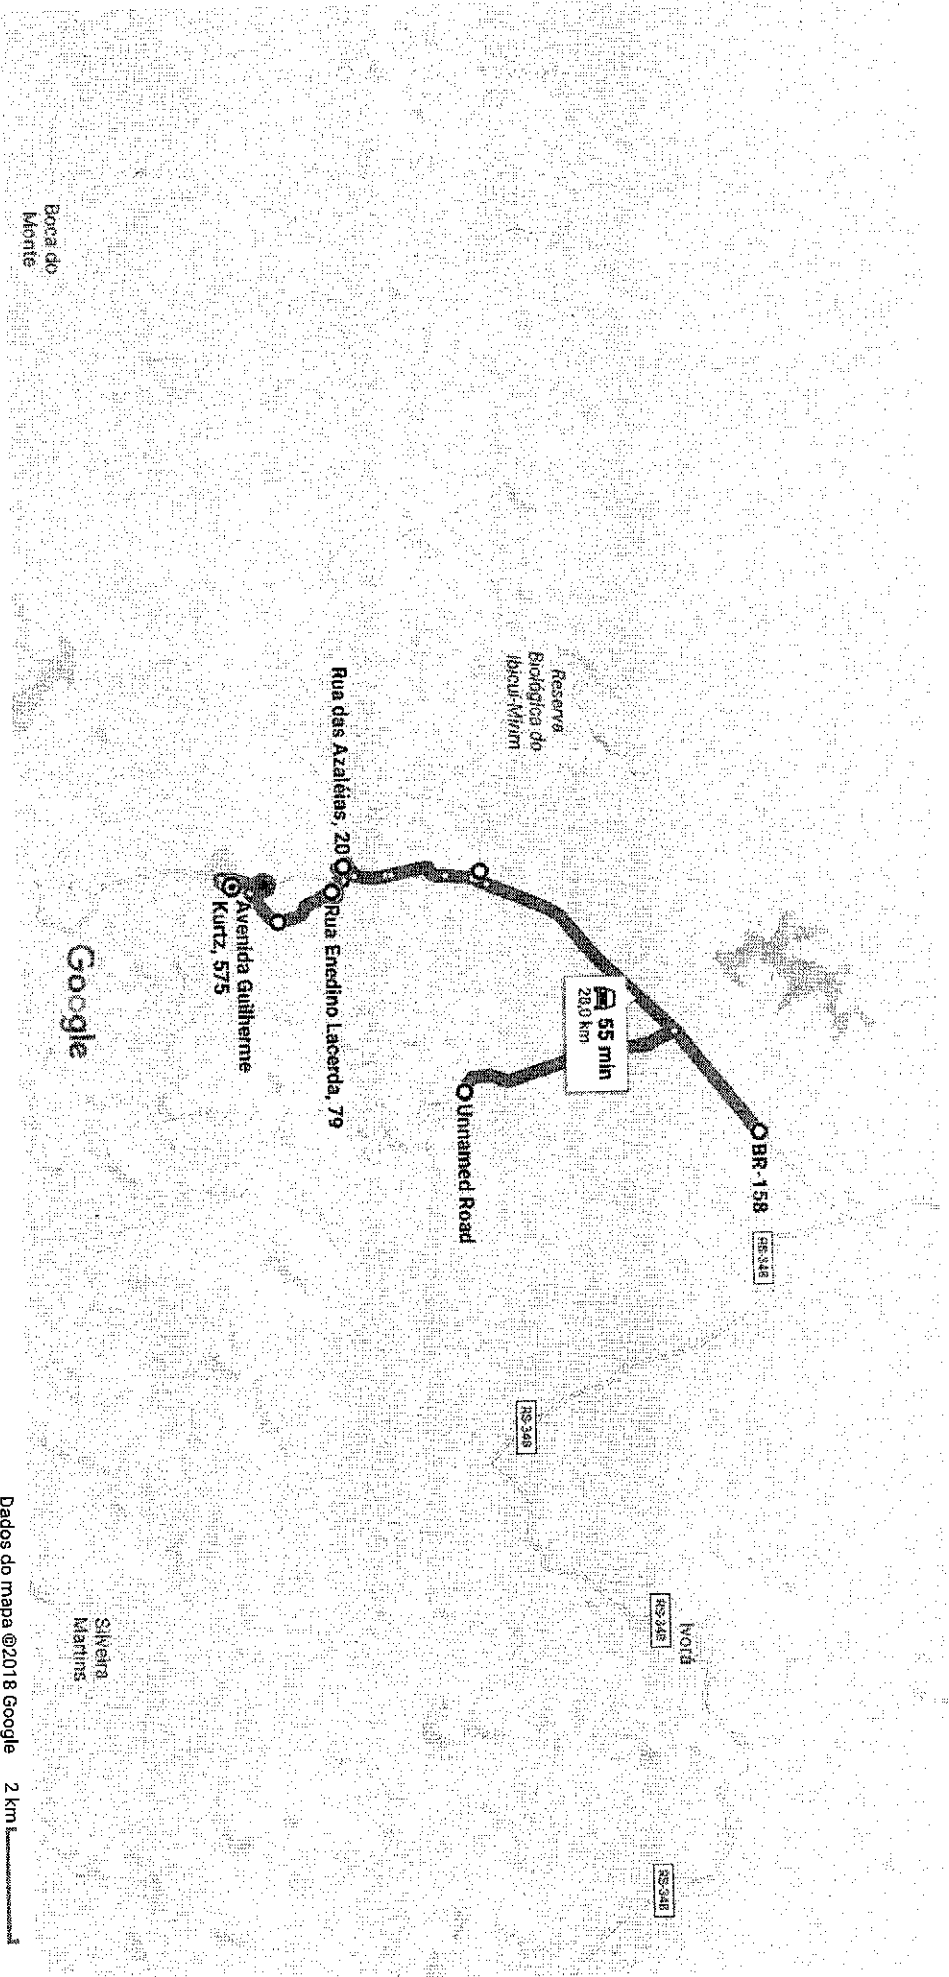 BR-158
RS-348
Ivorá
RS-348
RS-348
RS-348
55 min
28,0 km
Reserva
Biológica do
Ibicuí-Mirim
Unnamed Road
Rua das Azaléias, 20
Rua Enedino Lacerda, 79
Avenida Guilherme
Kurtz, 575
Boca do
Monte
Google
Silveira
Martins
Dados do mapa ©2018 Google 2 km